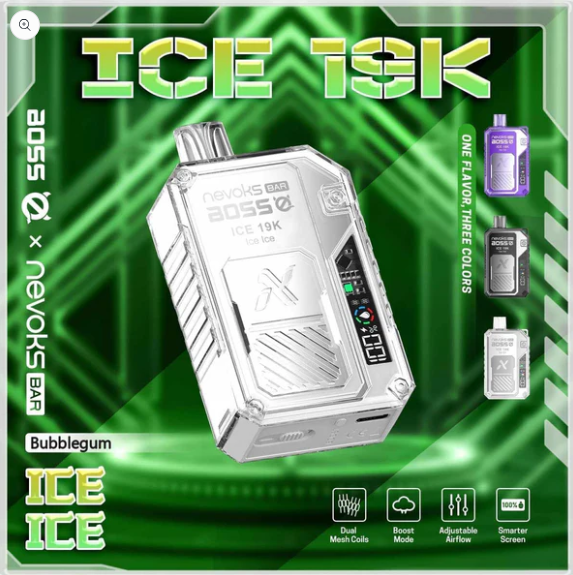 ICE 19K
BOSS
x nevoks BAR
nevoks BAR
BOSS
ICE 19K
Ice Ice
ONE FLAVOR,THREE COLORS
Bubblegum
ICE
ICE
Dual
Mesh Coils
Boost
Mode
Adjustable
Airflow
100%
Smarter
Screen